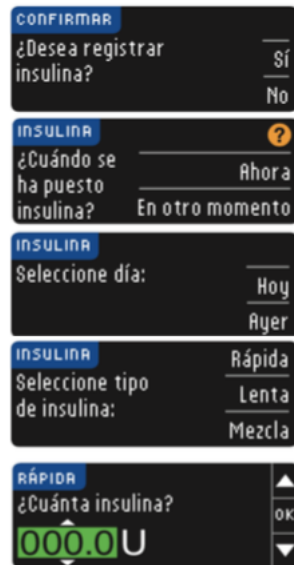 CONFIRMAR
¿Desea registrar
insulina?
Sí
No
INSULINA
?
¿Cuándo se
ha puesto
insulina?
Ahora
En otro momento
INSULINA
Seleccione día:
Hoy
Ayer
INSULINA
Seleccione tipo
de insulina:
Rápida
Lenta
Mezcla
RÁPIDA
¿Cuánta insulina?
000.0 U
OK